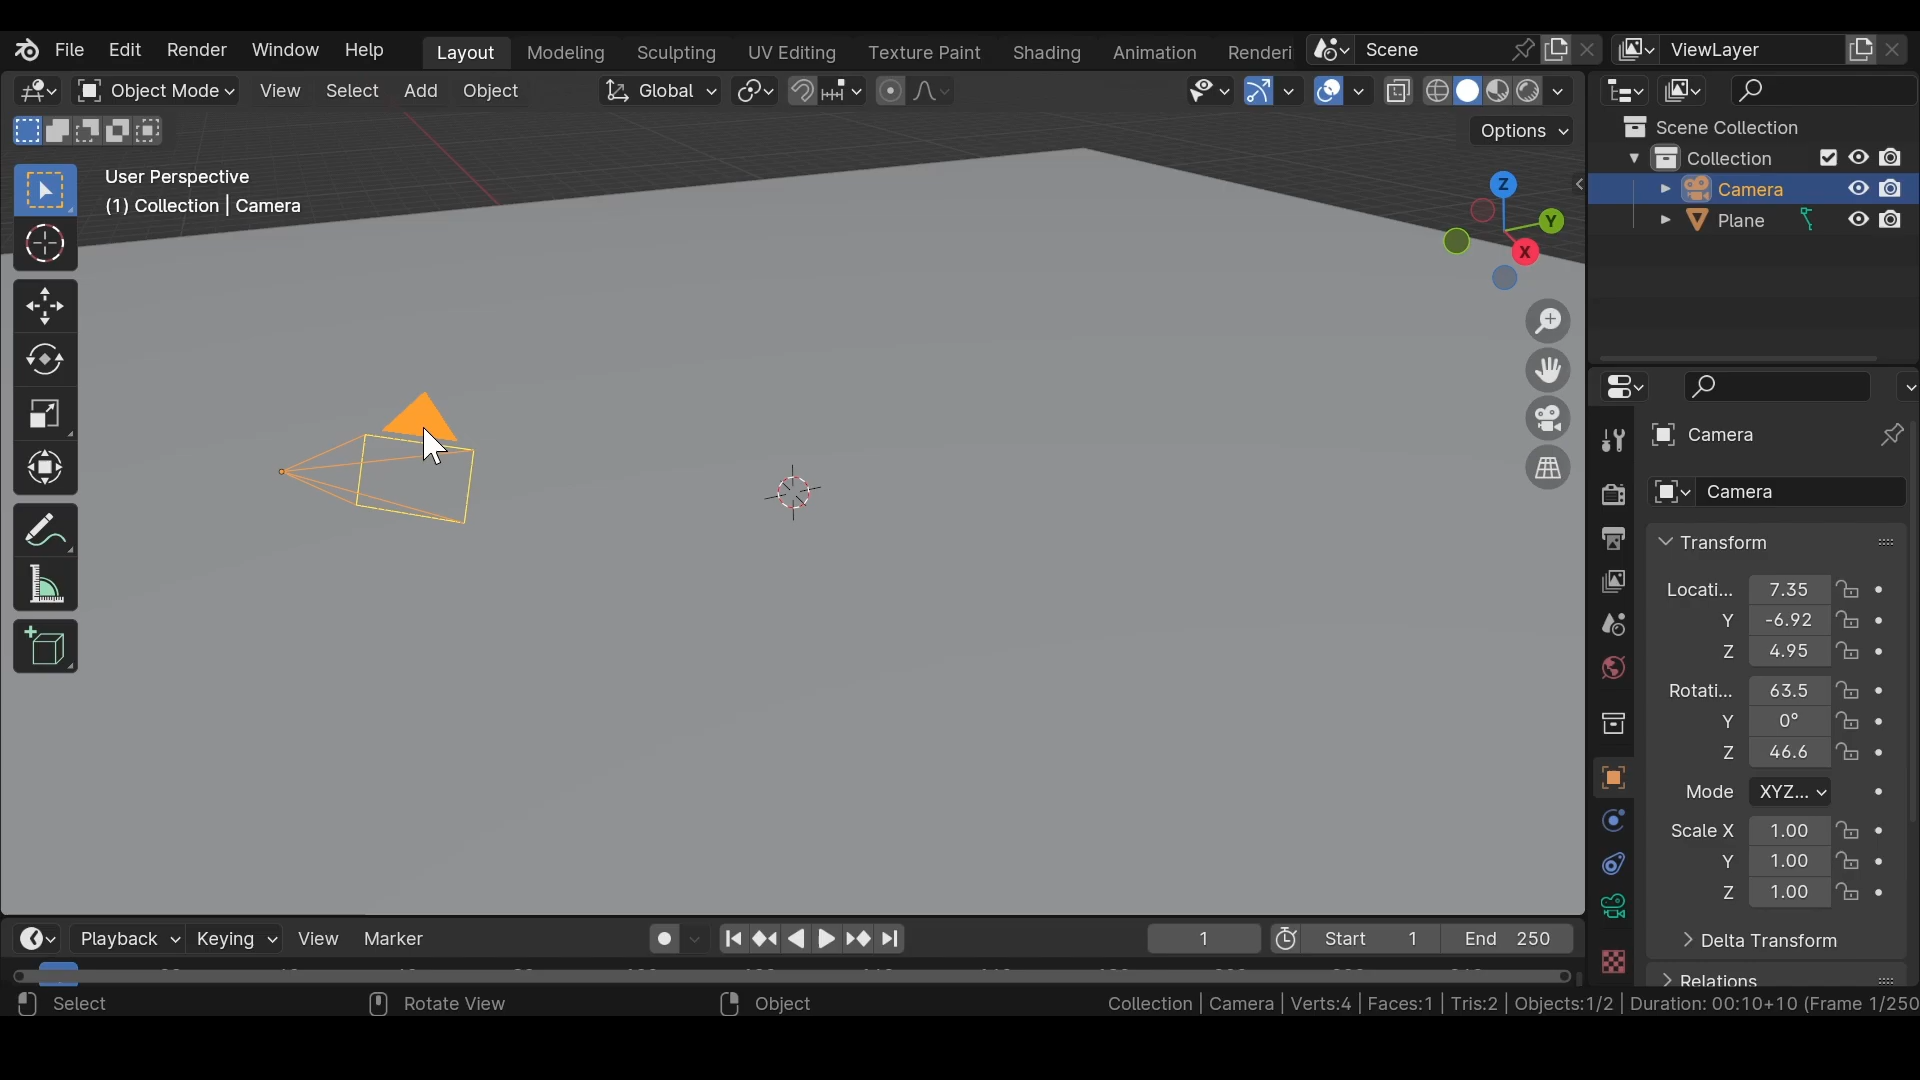 File Edit Render Window Help Layout Modeling Sculpting UV Editing Texture Paint Shading Animation Renderi Scene ViewLayer
Object Mode View Select Add Object Global
Options
User Perspective
(1) Collection | Camera
Z
Y
X
Scene Collection
Collection
Camera
Plane
Camera
Camera
Transform
Locati... 7.35
Y -6.92
Z 4.95
Rotati... 63.5
Y 0°
Z 46.6
Mode XYZ...
Scale X 1.00
Y 1.00
Z 1.00
Delta Transform
Relations
Playback Keying View Marker 1 Start 1 End 250
Select Rotate View Object Collection | Camera | Verts:4 | Faces:1 | Tris:2 | Objects:1/2 | Duration: 00:10+10 (Frame 1/250